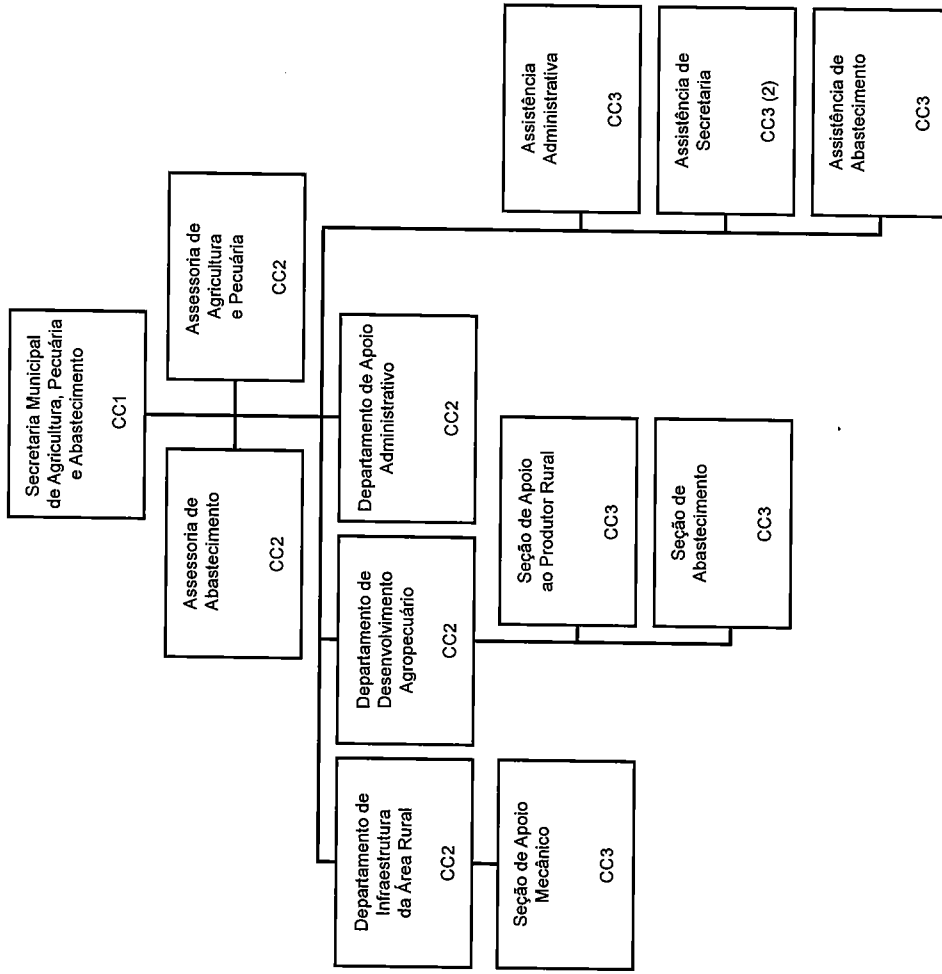 Secretaria Municipal
de Agricultura, Pecuária
e Abastecimento
CC1
Assessoria de
Abastecimento
CC2
Assessoria de
Agricultura
e Pecuária
CC2
Departamento de
Infraestrutura
da Área Rural
CC2
Departamento de
Desenvolvimento
Agropecuário
CC2
Departamento de Apoio
Administrativo
CC2
Seção de Apoio
Mecânico
CC3
Seção de Apoio
ao Produtor Rural
CC3
Seção de
Abastecimento
CC3
Assistência
Administrativa
CC3
Assistência de
Secretaria
CC3 (2)
Assistência de
Abastecimento
CC3